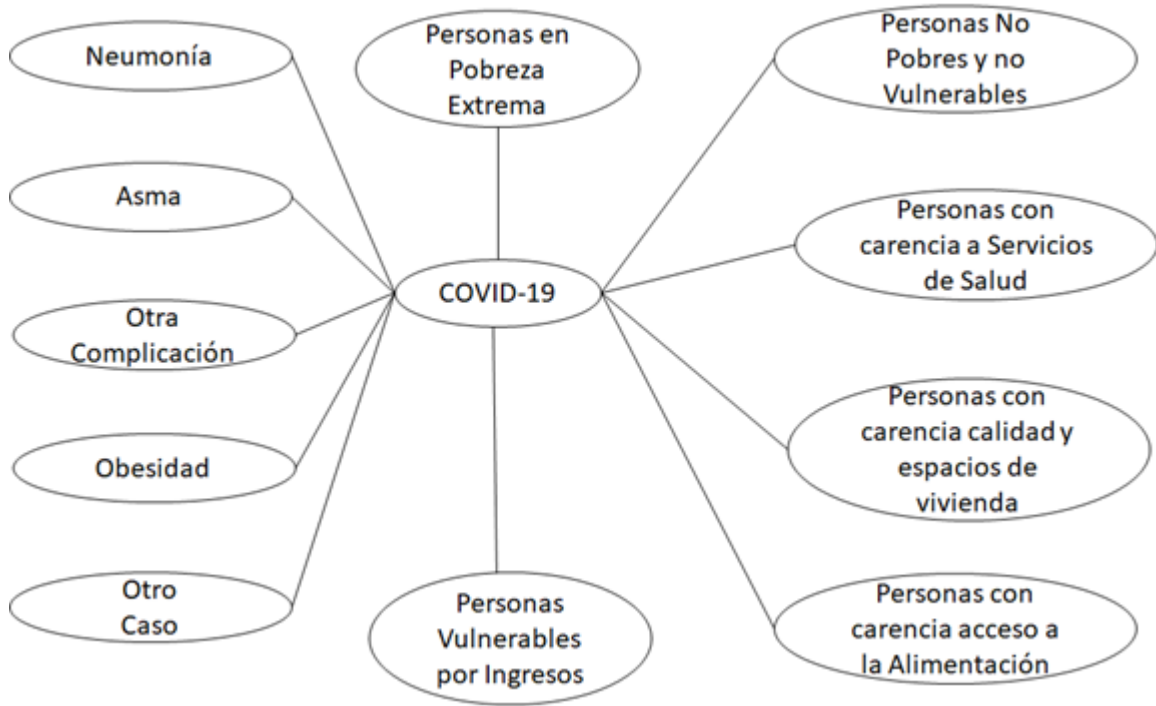 Neumonía
Asma
Otra
Complicación
Obesidad
Otro
Caso
Personas en
Pobreza
Extrema
COVID-19
Personas
Vulnerables
por Ingresos
Personas No
Pobres y no
Vulnerables
Personas con
carencia a Servicios
de Salud
Personas con
carencia calidad y
espacios de
vivienda
Personas con
carencia acceso a
la Alimentación